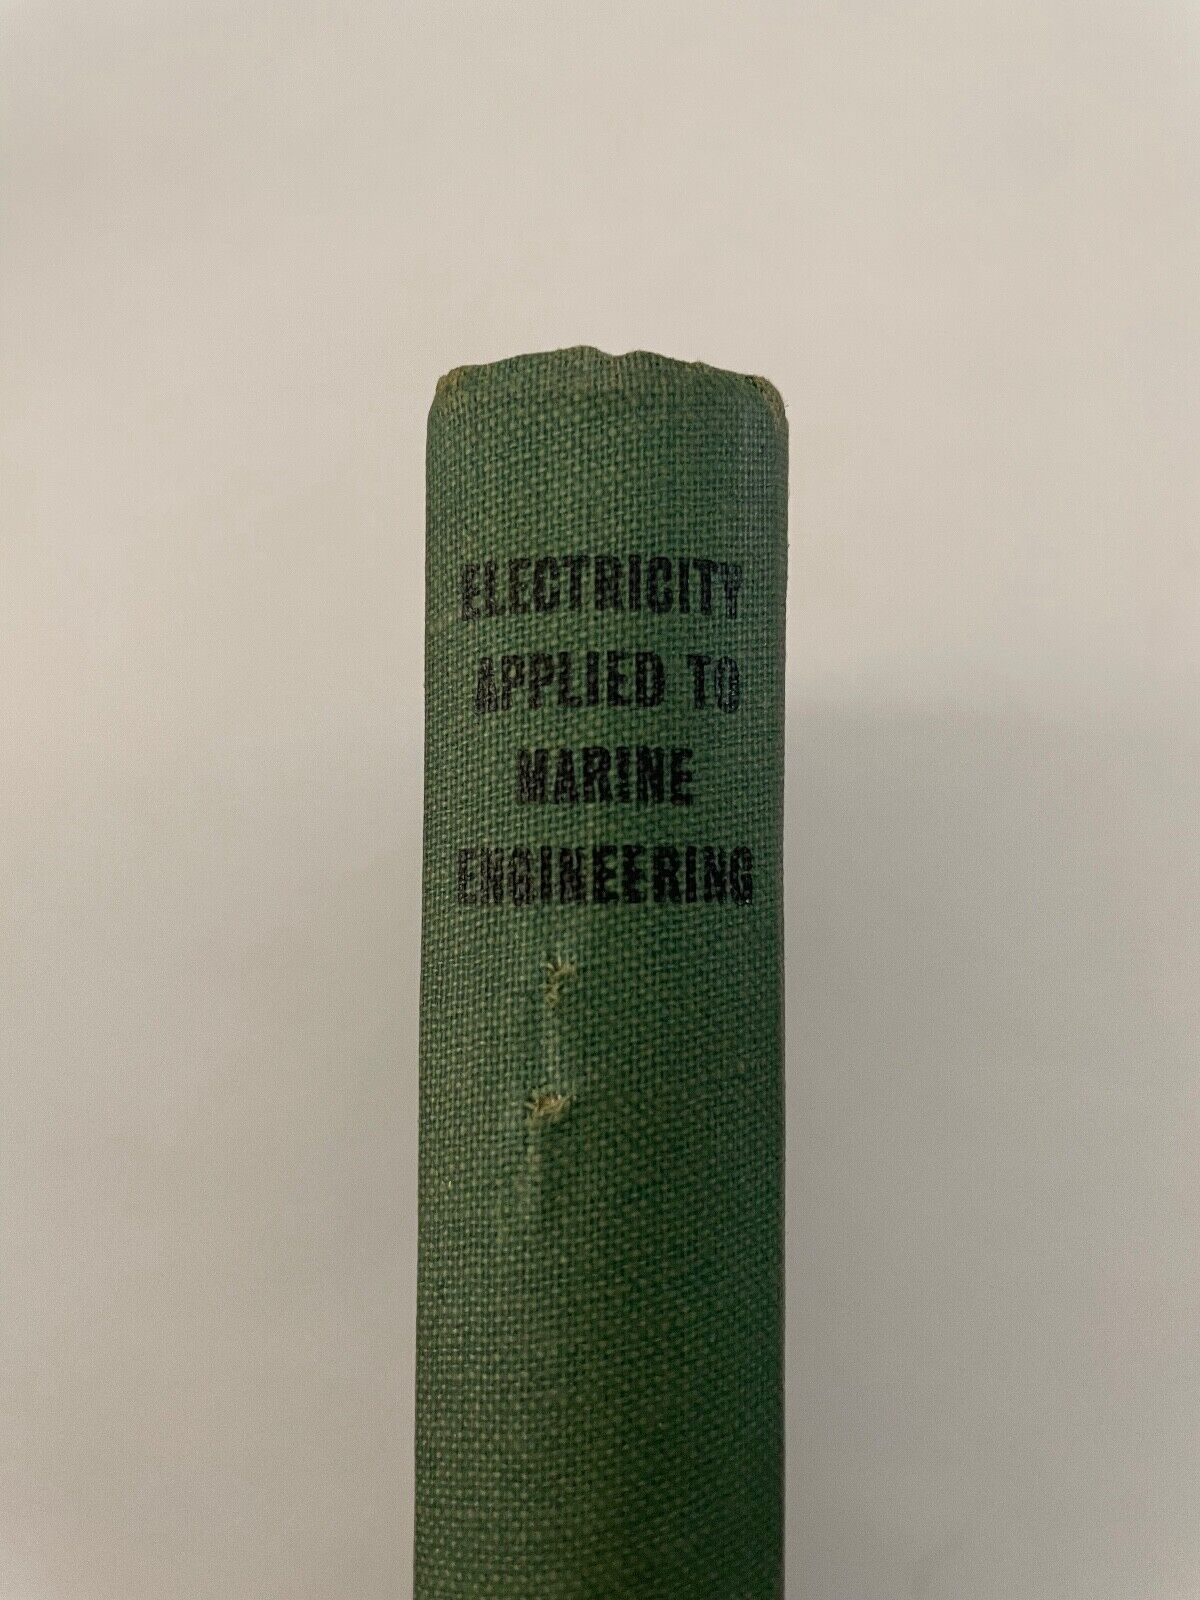 ELECTRICITY
APPLIED TO
MARINE
ENGINEERING